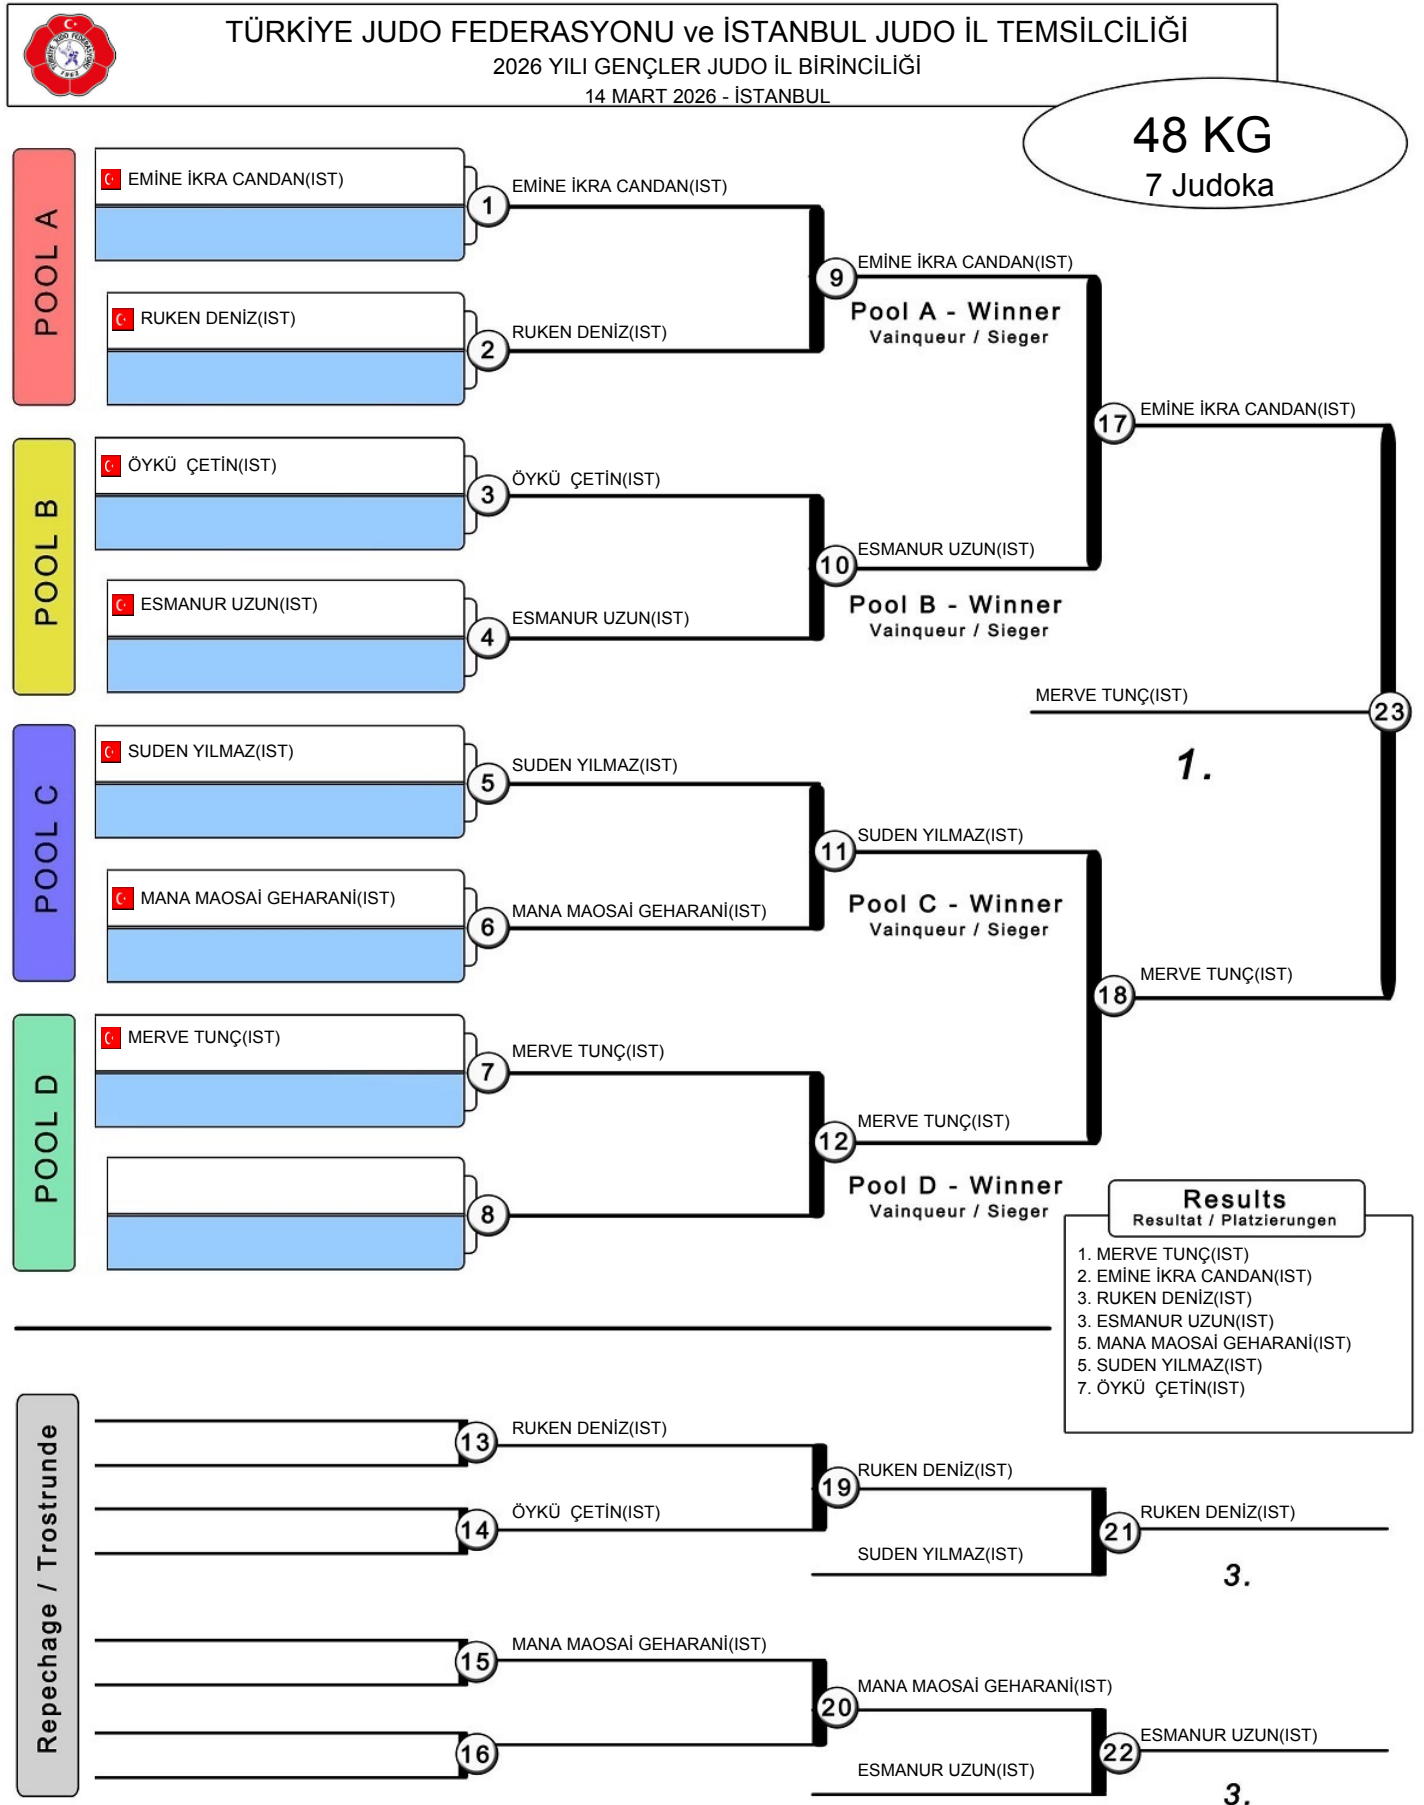 TÜRKİYE JUDO FEDERASYONU ve İSTANBUL JUDO İL TEMSİLCİLİĞİ
2026 YILI GENÇLER JUDO İL BİRİNCİLİĞİ
14 MART 2026 - İSTANBUL
48 KG
7 Judoka
POOL A
EMİNE İKRA CANDAN(IST)
1
EMİNE İKRA CANDAN(IST)
RUKEN DENİZ(IST)
2
RUKEN DENİZ(IST)
9
EMİNE İKRA CANDAN(IST)
Pool A - Winner
Vainqueur / Sieger
POOL B
ÖYKÜ ÇETİN(IST)
3
ÖYKÜ ÇETİN(IST)
ESMANUR UZUN(IST)
4
ESMANUR UZUN(IST)
10
ESMANUR UZUN(IST)
Pool B - Winner
Vainqueur / Sieger
17
EMİNE İKRA CANDAN(IST)
MERVE TUNÇ(IST)
23
1.
POOL C
SUDEN YILMAZ(IST)
5
SUDEN YILMAZ(IST)
MANA MAOSAİ GEHARANİ(IST)
6
MANA MAOSAİ GEHARANİ(IST)
11
SUDEN YILMAZ(IST)
Pool C - Winner
Vainqueur / Sieger
18
MERVE TUNÇ(IST)
POOL D
MERVE TUNÇ(IST)
7
MERVE TUNÇ(IST)
8
12
MERVE TUNÇ(IST)
Pool D - Winner
Vainqueur / Sieger
Results
Resultat / Platzierungen
1. MERVE TUNÇ(IST)
2. EMİNE İKRA CANDAN(IST)
3. RUKEN DENİZ(IST)
3. ESMANUR UZUN(IST)
5. MANA MAOSAİ GEHARANİ(IST)
5. SUDEN YILMAZ(IST)
7. ÖYKÜ ÇETİN(IST)
Repechage / Trostrunde
13
RUKEN DENİZ(IST)
14
ÖYKÜ ÇETİN(IST)
19
RUKEN DENİZ(IST)
SUDEN YILMAZ(IST)
21
RUKEN DENİZ(IST)
3.
15
MANA MAOSAİ GEHARANİ(IST)
16
20
MANA MAOSAİ GEHARANİ(IST)
ESMANUR UZUN(IST)
22
ESMANUR UZUN(IST)
3.